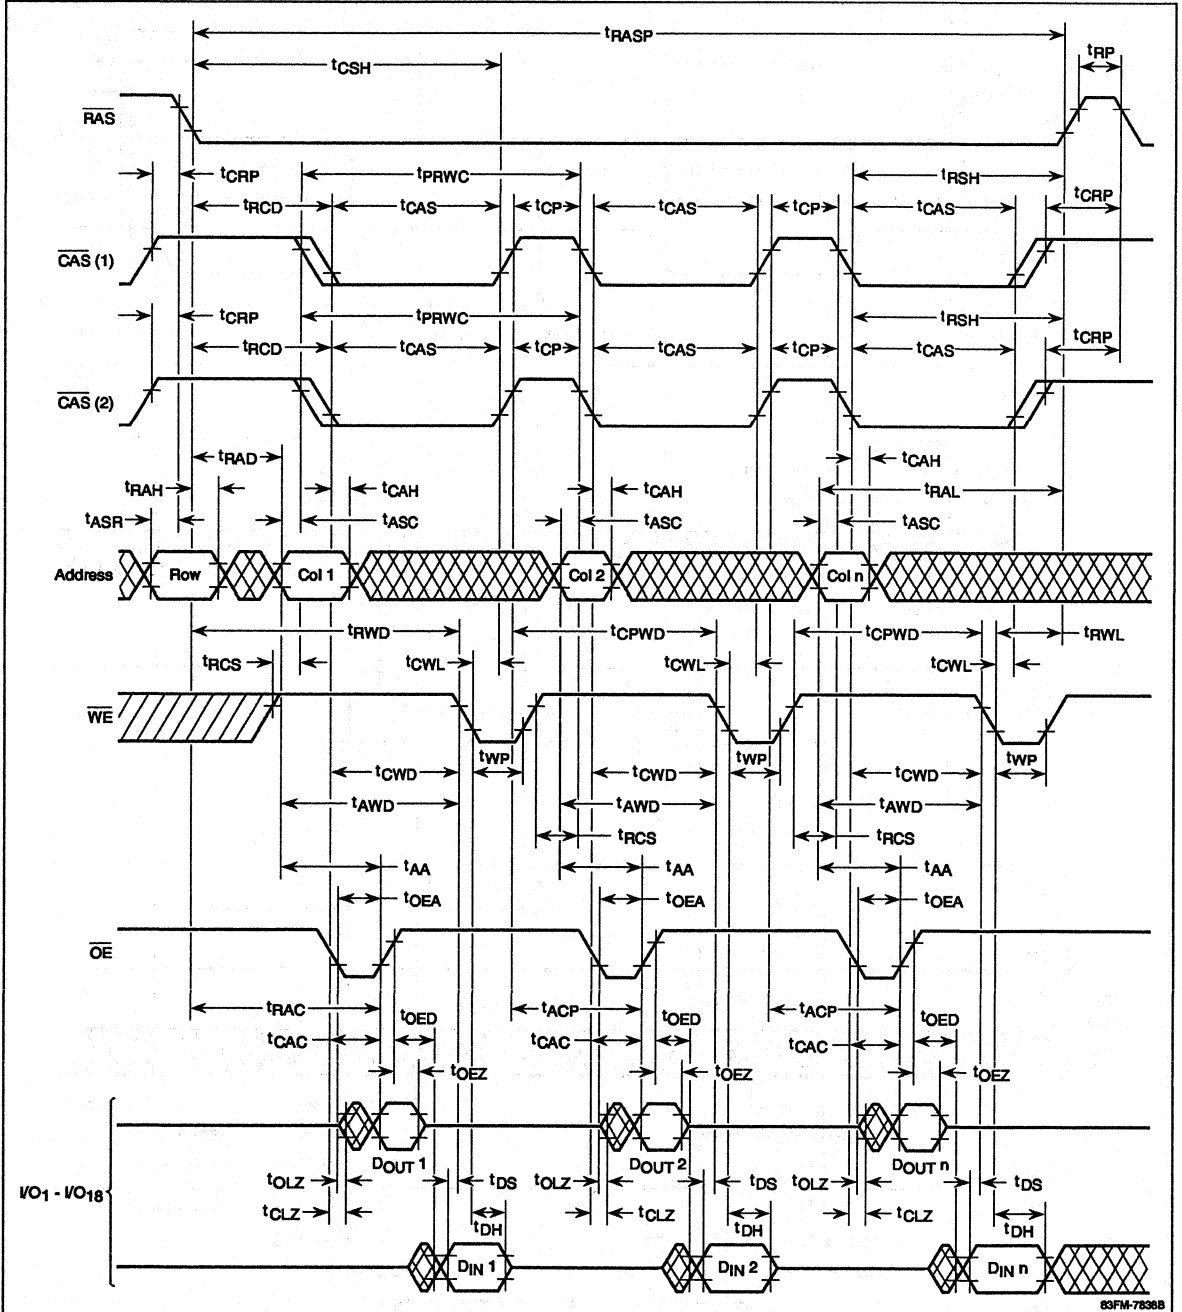 tRASP
tCSH
tRP
RAS
tCRP
tPRWC
tRSH
tRCD
tCAS
tCP
tCAS
tCP
tCAS
tCRP
CAS (1)
tCRP
tPRWC
tRSH
tRCD
tCAS
tCP
tCAS
tCP
tCAS
tCRP
CAS (2)
tRAD
tCAH
tRAH
tCAH
tCAH
tRAL
tASR
tASC
tASC
tASC
Address
Row
Col 1
Col 2
Col n
tRWD
tCPWD
tCPWD
tRWL
tRCS
tCWL
tCWL
tCWL
WE
tWP
tWP
tWP
tCWD
tCWD
tCWD
tAWD
tAWD
tAWD
tRCS
tRCS
tAA
tAA
tAA
tOEA
tOEA
tOEA
OE
tRAC
tACP
tACP
tOED
tOED
tOED
tCAC
tCAC
tCAC
tOEZ
tOEZ
tOEZ
DOUT 1
DOUT 2
DOUT n
tOLZ
tDS
tOLZ
tDS
tOLZ
tDS
I/O1 - I/O18
tCLZ
tCLZ
tCLZ
tDH
tDH
tDH
DIN 1
DIN 2
DIN n
83FM-7838B